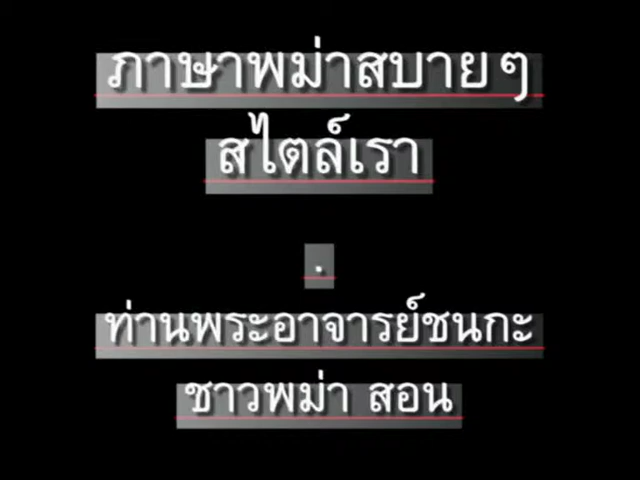 ภาษาพม่าสบายๆ
สไตล์เรา
.
ท่านพระอาจารย์ชนกะ
ชาวพม่า สอน